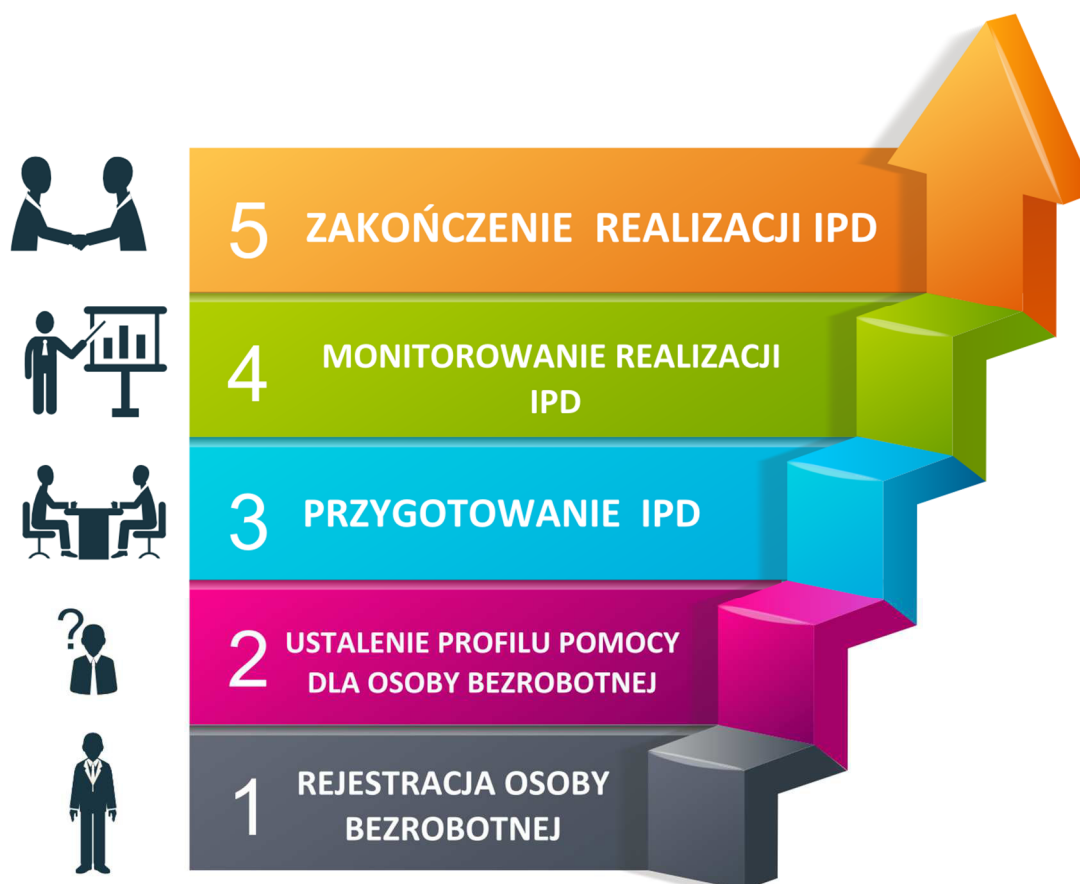 5 ZAKOŃCZENIE REALIZACJI IPD
4 MONITOROWANIE REALIZACJI
IPD
3 PRZYGOTOWANIE IPD
?
2 USTALENIE PROFILU POMOCY
DLA OSOBY BEZROBOTNEJ
1 REJESTRACJA OSOBY
BEZROBOTNEJ